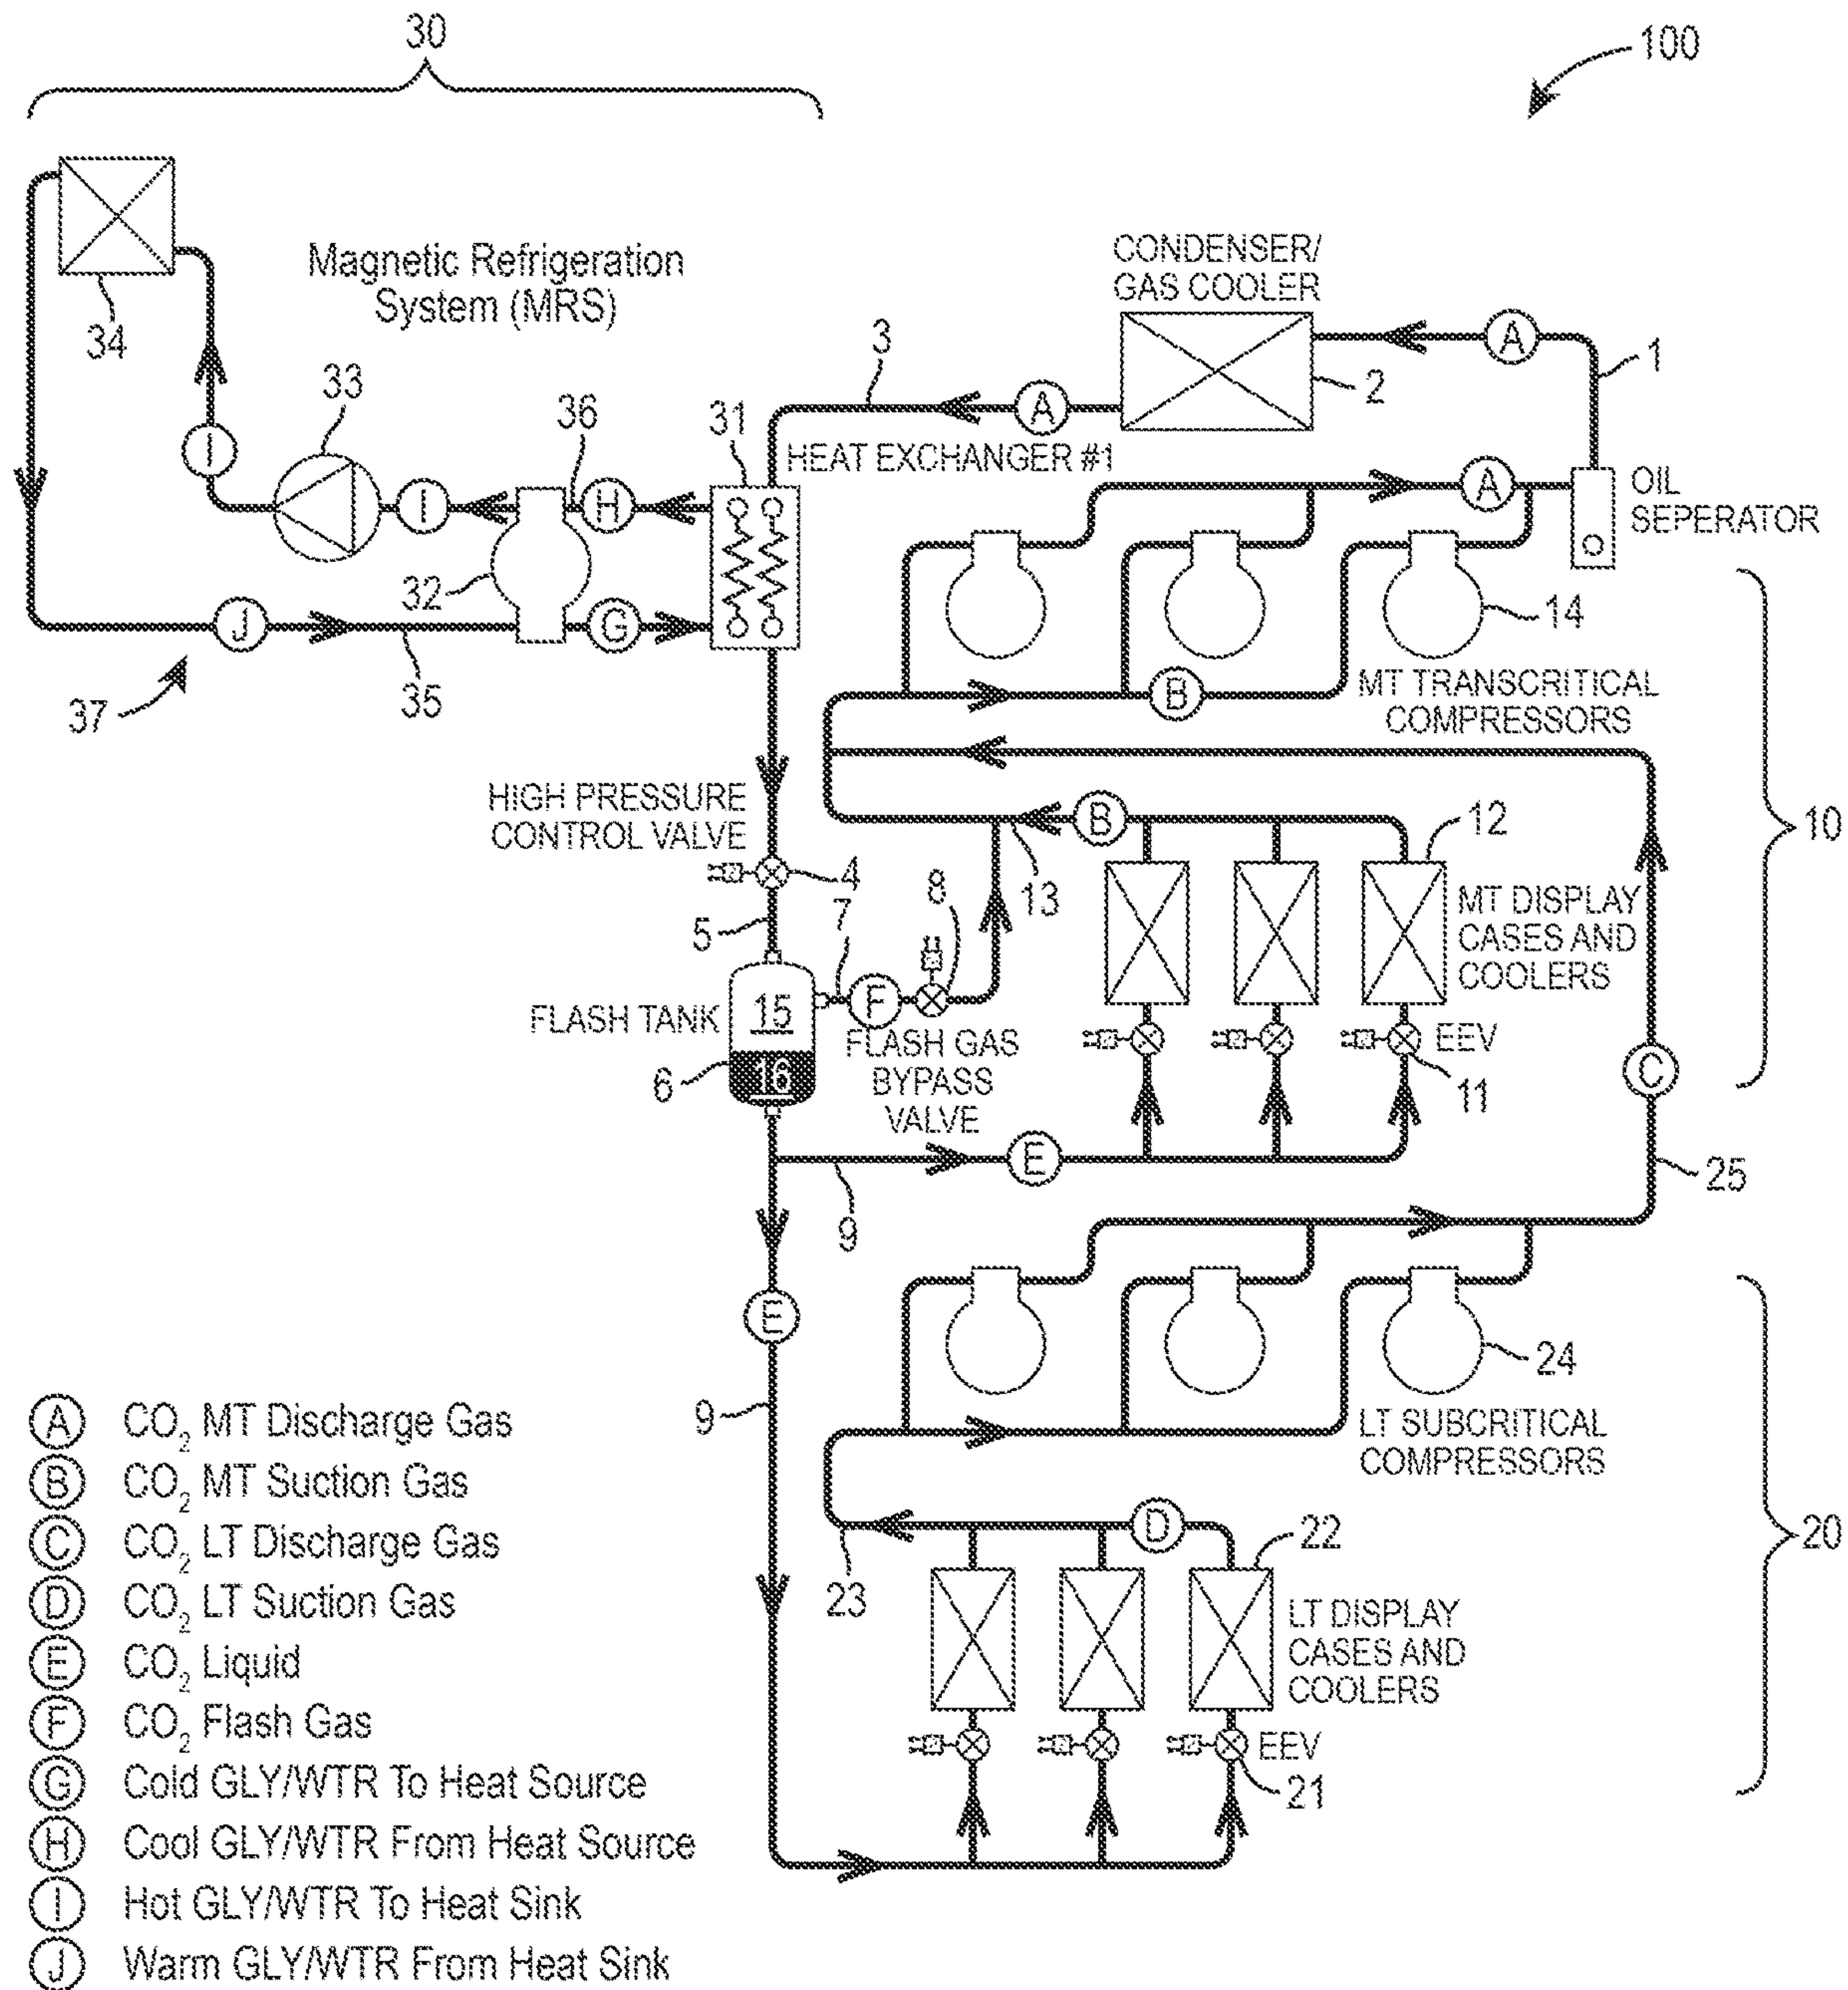 30
100
34
Magnetic Refrigeration
System (MRS)
CONDENSER/
GAS COOLER
A
1
2
3
A
33
36
31
HEAT EXCHANGER #1
I
I
H
A
OIL
SEPERATOR
32
14
J
G
35
37
B
MT TRANSCRITICAL
COMPRESSORS
10
HIGH PRESSURE
CONTROL VALVE
4
B
12
13
5
7
8
MT DISPLAY
CASES AND
COOLERS
FLASH TANK
15
F
FLASH GAS
BYPASS
VALVE
EEV
11
6
16
C
E
9
25
E
24
9
LT SUBCRITICAL
COMPRESSORS
D
22
20
23
LT DISPLAY
CASES AND
COOLERS
EEV
21
A CO2 MT Discharge Gas
B CO2 MT Suction Gas
C CO2 LT Discharge Gas
D CO2 LT Suction Gas
E CO2 Liquid
F CO2 Flash Gas
G Cold GLY/WTR To Heat Source
H Cool GLY/WTR From Heat Source
I Hot GLY/WTR To Heat Sink
J Warm GLY/WTR From Heat Sink